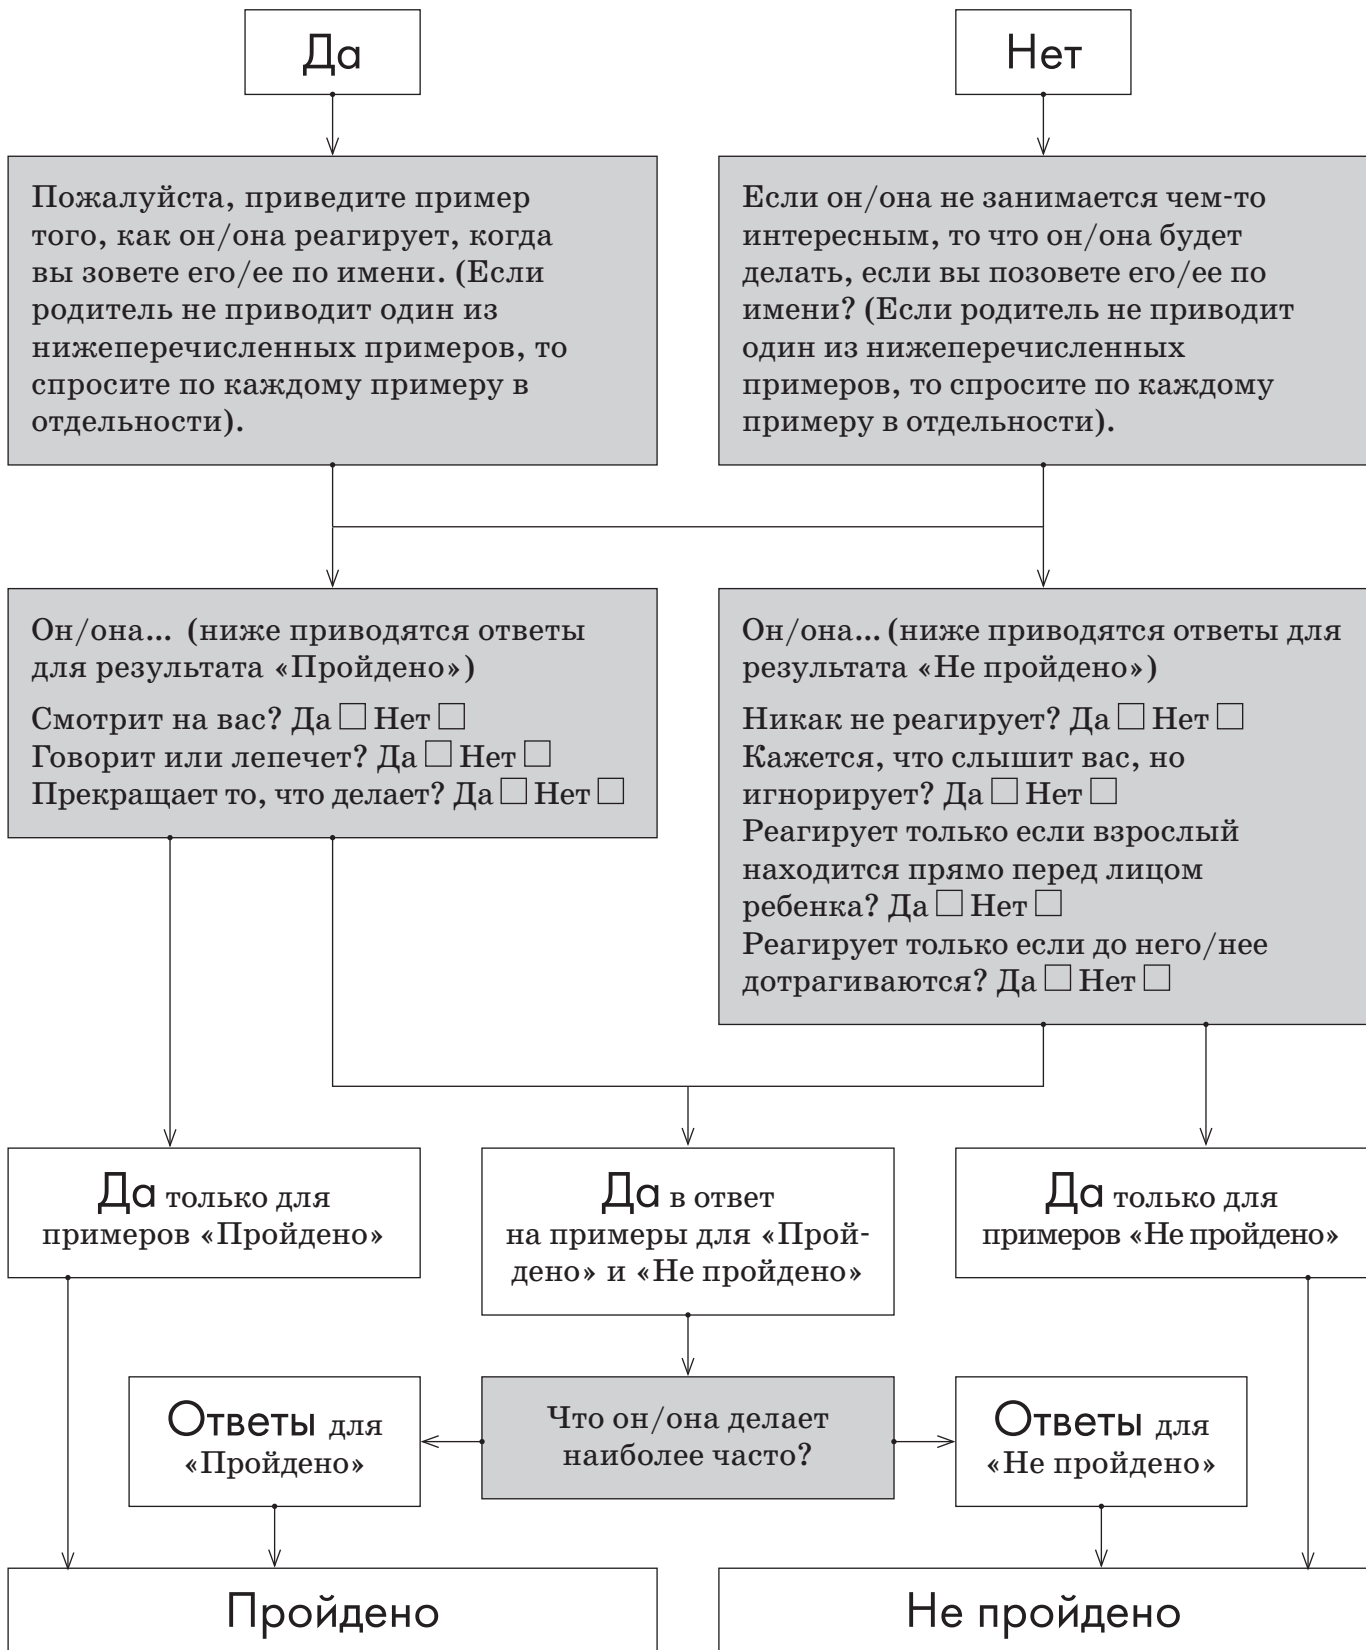 Да
Нет
Пожалуйста, приведите пример
того, как он/она реагирует, когда
вы зовете его/ее по имени. (Если
родитель не приводит один из
нижеперечисленных примеров, то
спросите по каждому примеру в
отдельности).
Если он/она не занимается чем-то
интересным, то что он/она будет
делать, если вы позовете его/ее по
имени? (Если родитель не приводит
один из нижеперечисленных
примеров, то спросите по каждому
примеру в отдельности).
Он/она... (ниже приводятся ответы
для результата «Пройдено»)
Смотрит на вас? Да □ Нет □
Говорит или лепечет? Да □ Нет □
Прекращает то, что делает? Да □ Нет □
Он/она... (ниже приводятся ответы для
результата «Не пройдено»)
Никак не реагирует? Да □ Нет □
Кажется, что слышит вас, но
игнорирует? Да □ Нет □
Реагирует только если взрослый
находится прямо перед лицом
ребенка? Да □ Нет □
Реагирует только если до него/нее
дотрагиваются? Да □ Нет □
Да только для
примеров «Пройдено»
Да в ответ
на примеры для «Прой-
дено» и «Не пройдено»
Да только для
примеров «Не пройдено»
Ответы для
«Пройдено»
Что он/она делает
наиболее часто?
Ответы для
«Не пройдено»
Пройдено
Не пройдено